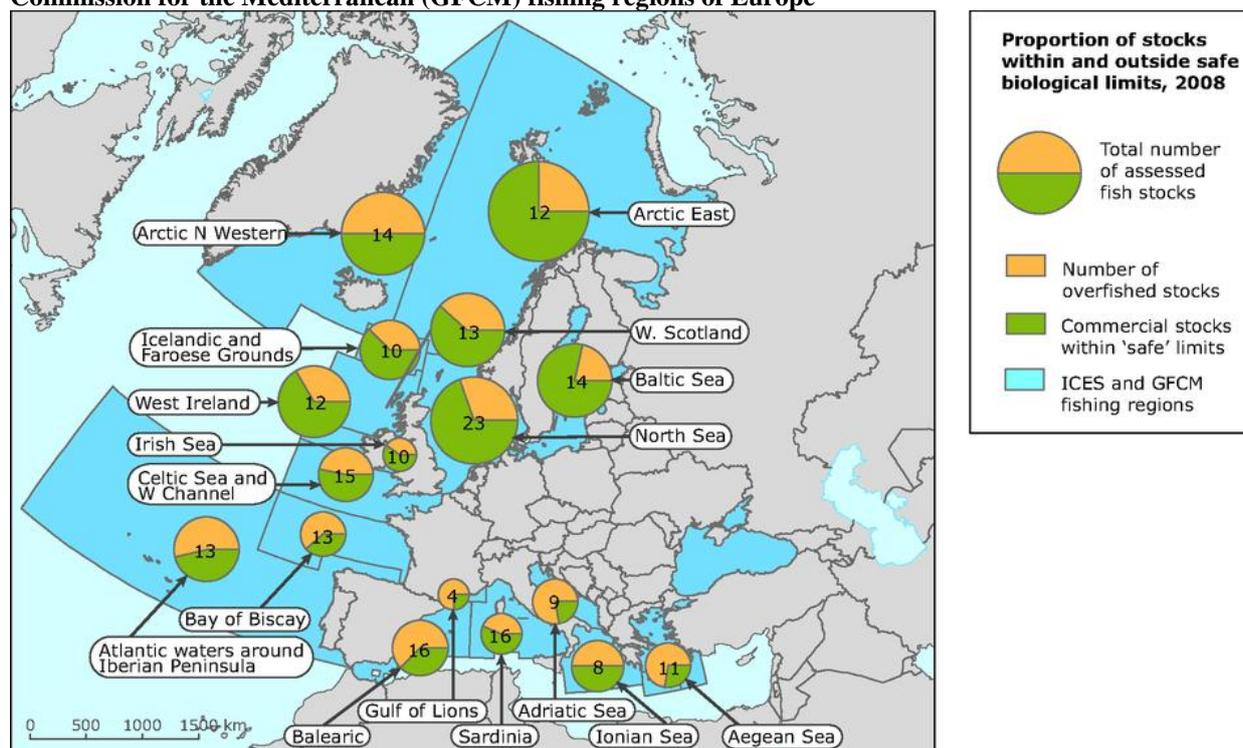 Commission for the Mediterranean (GFCM) fishing regions of Europe
Proportion of stocks
within and outside safe
biological limits, 2008
Total number
of assessed
fish stocks
Number of
overfished stocks
Commercial stocks
within 'safe' limits
ICES and GFCM
fishing regions
12
Arctic East
Arctic N Western
14
Icelandic and
Faroese Grounds
10
13
W. Scotland
14
Baltic Sea
West Ireland
12
23
North Sea
Irish Sea
10
Celtic Sea and
W Channel
15
13
13
Bay of Biscay
Atlantic waters around
Iberian Peninsula
4
9
16
16
8
11
Gulf of Lions
Adriatic Sea
Balearic
Sardinia
Ionian Sea
Aegean Sea
0 500 1000 1500 km